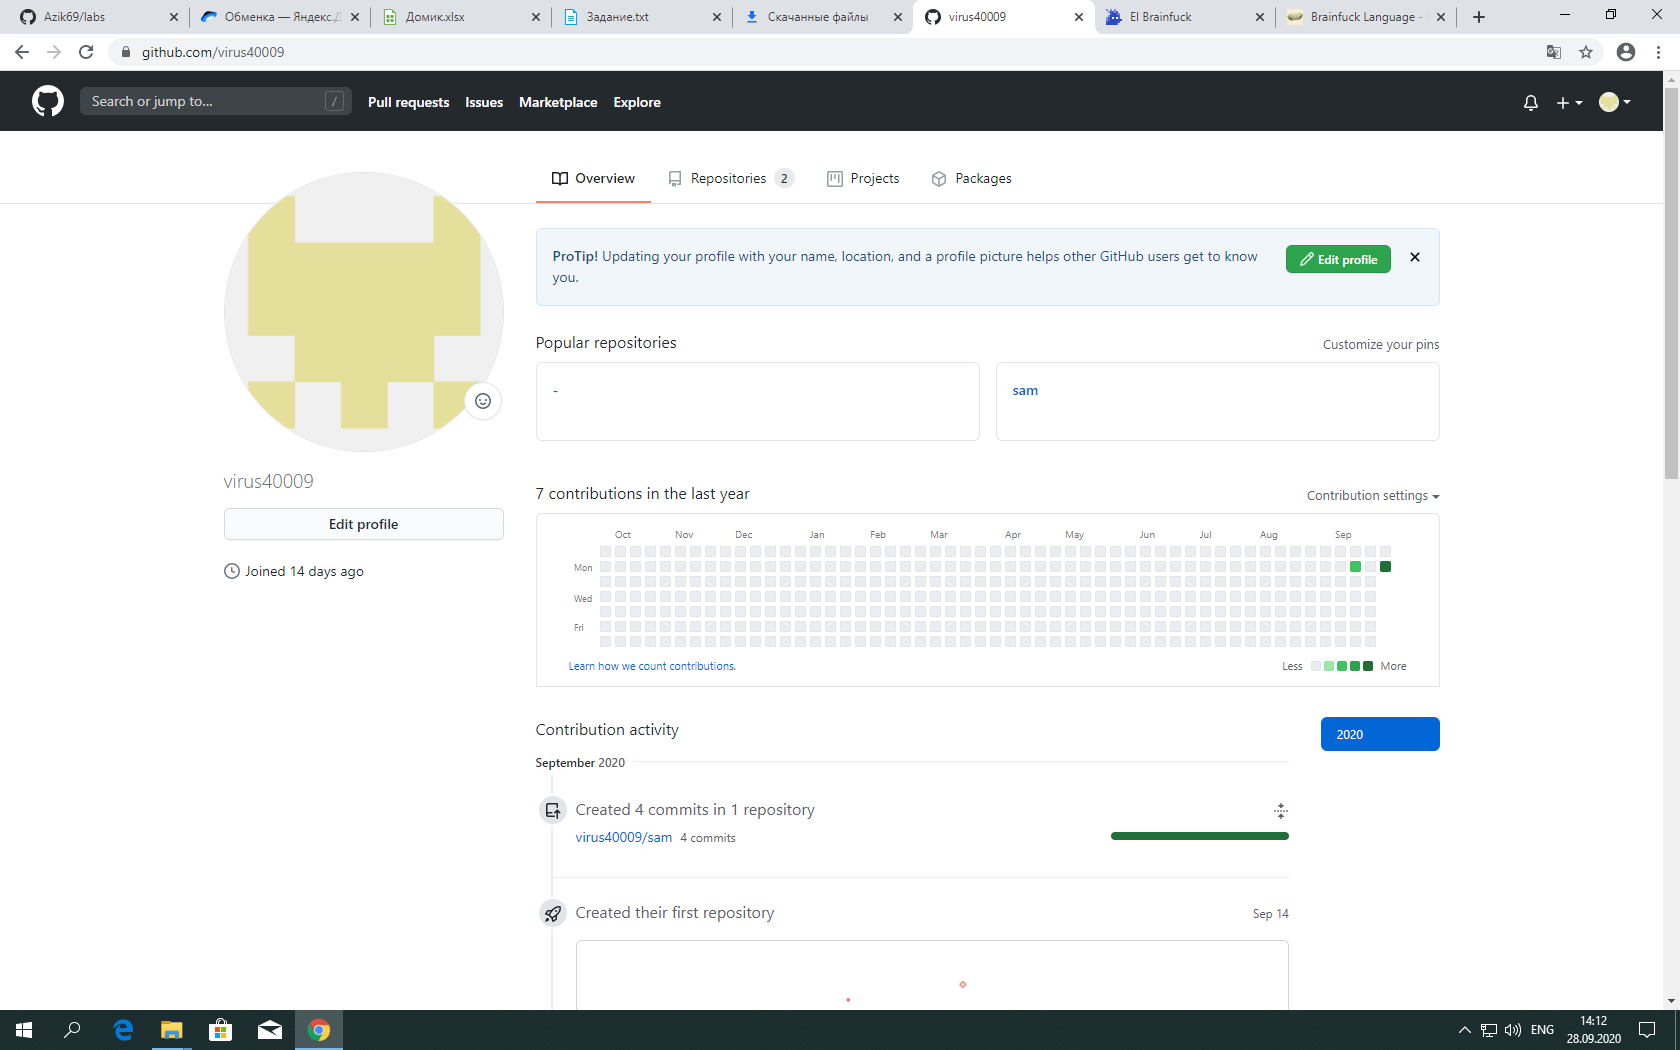 Azik69/labs
Обменка — Яндекс.Д
Домик.xlsx
Задание.txt
Скачанные файлы
virus40009
El Brainfuck
Brainfuck Language -
github.com/virus40009
Search or jump to...
/
Pull requests
Issues
Marketplace
Explore
Overview
Repositories 2
Projects
Packages
ProTip! Updating your profile with your name, location, and a profile picture helps other GitHub users get to know
you.
Edit profile
Popular repositories
Customize your pins
-
sam
virus40009
Edit profile
Joined 14 days ago
7 contributions in the last year
Contribution settings
Oct Nov Dec Jan Feb Mar Apr May Jun Jul Aug Sep
Mon
Wed
Fri
Learn how we count contributions.
Less
More
Contribution activity
2020
September 2020
Created 4 commits in 1 repository
virus40009/sam 4 commits
Created their first repository
Sep 14
ENG
14:12
28.09.2020